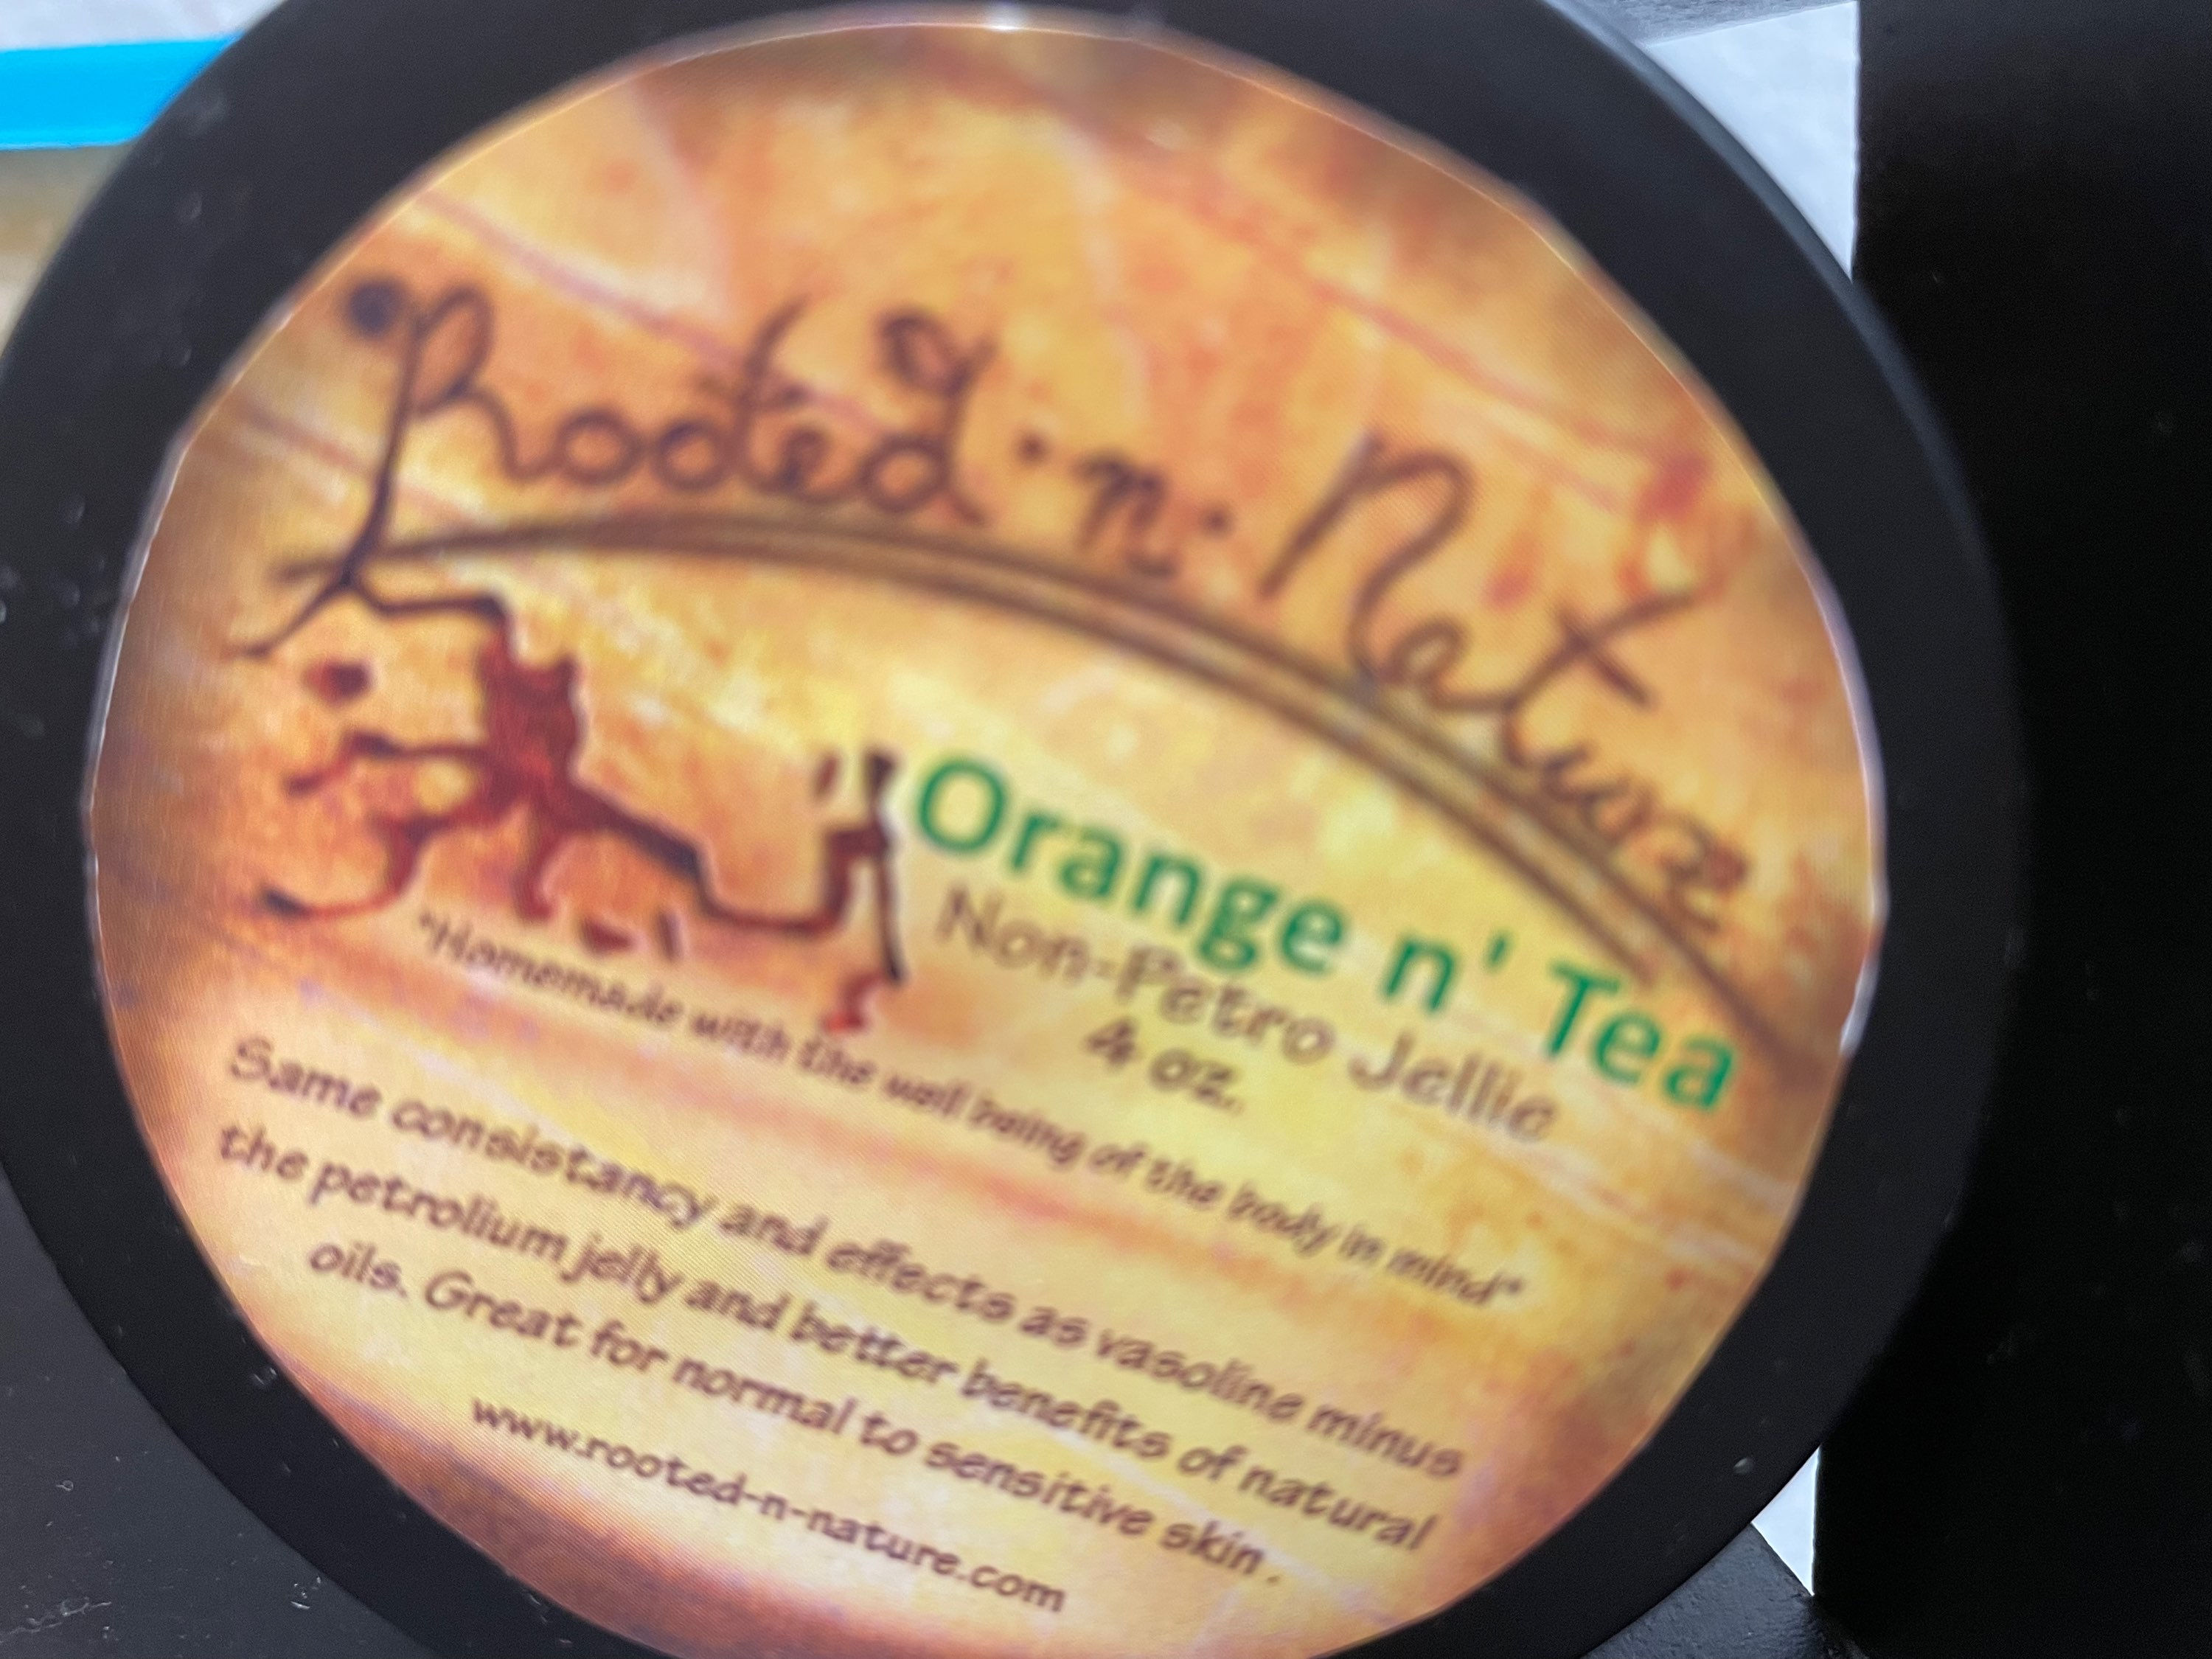 Rooted·n·Nature
Orange n' Tea
Non-Petro Jellie
4 oz.
"Homemade with the well being of the body in mind"
Same consistancy and effects as vasoline minus
the petrolium jelly and better benefits of natural
oils. Great for normal to sensitive skin.
www.rooted-n-nature.com